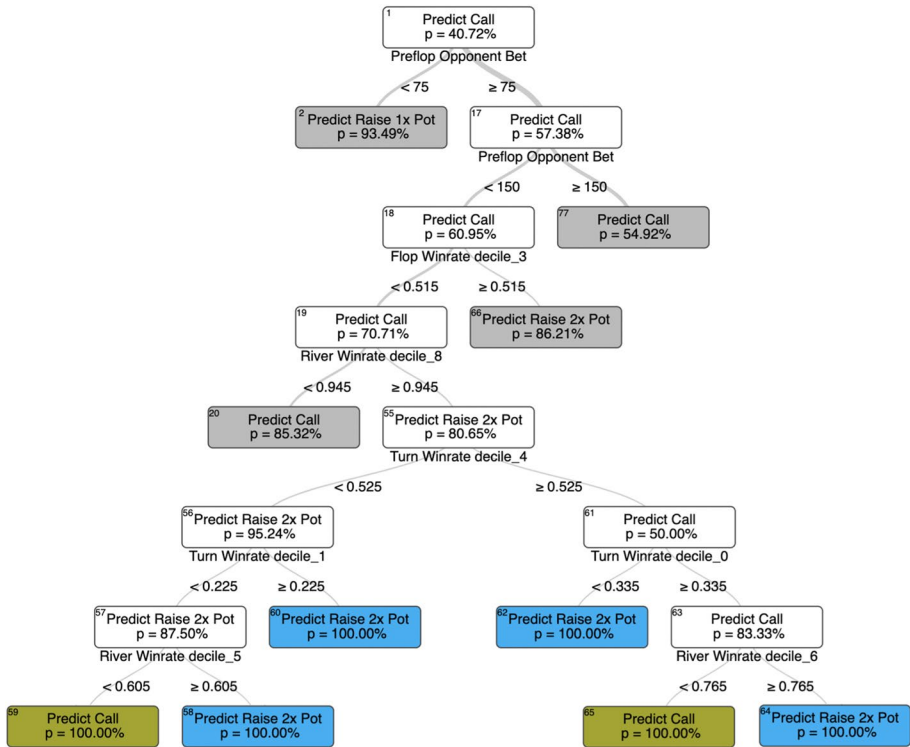 1
Predict Call
p = 40.72%
Preflop Opponent Bet
< 75
≥ 75
2
Predict Raise 1x Pot
p = 93.49%
17
Predict Call
p = 57.38%
Preflop Opponent Bet
< 150
≥ 150
18
Predict Call
p = 60.95%
Flop Winrate decile_3
77
Predict Call
p = 54.92%
< 0.515
≥ 0.515
19
Predict Call
p = 70.71%
River Winrate decile_8
66
Predict Raise 2x Pot
p = 86.21%
< 0.945
≥ 0.945
20
Predict Call
p = 85.32%
55
Predict Raise 2x Pot
p = 80.65%
Turn Winrate decile_4
< 0.525
≥ 0.525
56
Predict Raise 2x Pot
p = 95.24%
Turn Winrate decile_1
61
Predict Call
p = 50.00%
Turn Winrate decile_0
< 0.225
≥ 0.225
< 0.335
≥ 0.335
57
Predict Raise 2x Pot
p = 87.50%
River Winrate decile_5
60
Predict Raise 2x Pot
p = 100.00%
62
Predict Raise 2x Pot
p = 100.00%
63
Predict Call
p = 83.33%
River Winrate decile_6
< 0.605
≥ 0.605
< 0.765
≥ 0.765
59
Predict Call
p = 100.00%
58
Predict Raise 2x Pot
p = 100.00%
65
Predict Call
p = 100.00%
64
Predict Raise 2x Pot
p = 100.00%